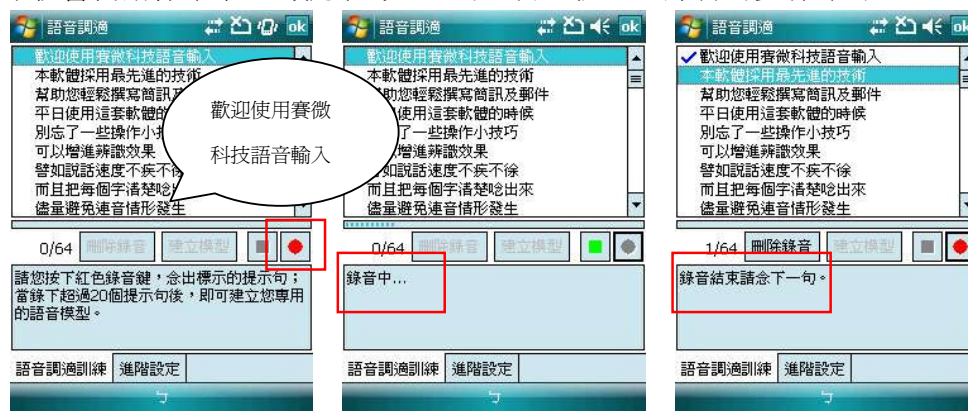 語音調適
ok
歡迎使用賽微科技語音輸入
本軟體採用最先進的技術
幫助您輕鬆撰寫簡訊及
平日使用這套軟體的
別忘了一些操作小技
可以增進辨識效果
譬如說話速度不疾不徐
而且把每個字清楚唸
儘量避免連音情形發生
歡迎使用賽微
科技語音輸入
0/64 刪除錄音 建立模型
請您按下紅色錄音鍵,念出標示的提示句;
當錄下超過20個提示句後,即可建立您專用
的語音模型。
語音調適訓練 進階設定
ㄅ
語音調適
ok
歡迎使用賽微科技語音輸入
本軟體採用最先進的技術
助您輕鬆撰寫簡訊及郵件
使用這套軟體的時候
了一些操作小技巧
增進辨識效果
如說話速度不疾不徐
而且把每個字清楚唸出來
儘量避免連音情形發生
0/64 刪除錄音 建立模型
錄音中...
語音調適訓練 進階設定
ㄅ
語音調適
ok
歡迎使用賽微科技語音輸入
本軟體採用最先進的技術
幫助您輕鬆撰寫簡訊及郵件
平日使用這套軟體的時候
別忘了一些操作小技巧
可以增進辨識效果
譬如說話速度不疾不徐
而且把每個字清楚唸出來
儘量避免連音情形發生
1/64 刪除錄音 建立模型
錄音結束請念下一句。
語音調適訓練 進階設定
ㄅ